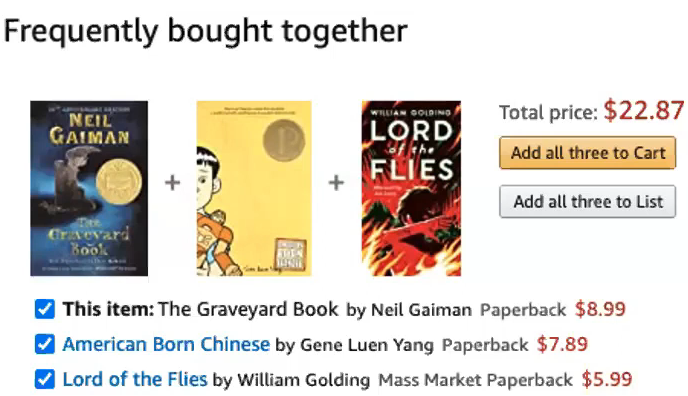 Frequently bought together
NEIL
GAIMAN
The
Graveyard
Book
WILLIAM GOLDING
LORD
of the
FLIES
Total price: $22.87
Add all three to Cart
Add all three to List
This item: The Graveyard Book by Neil Gaiman Paperback $8.99
American Born Chinese by Gene Luen Yang Paperback $7.89
Lord of the Flies by William Golding Mass Market Paperback $5.99